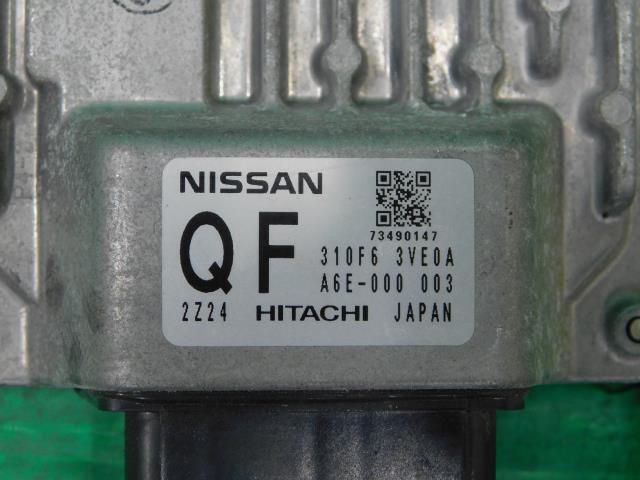 NISSAN
73490147
QF
310F6 3VE0A
A6E-000 003
2Z24 HITACHI JAPAN